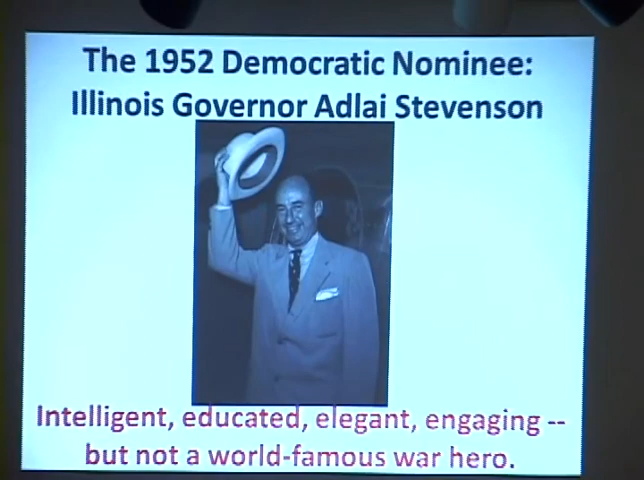 The 1952 Democratic Nominee:
Illinois Governor Adlai Stevenson
Intelligent, educated, elegant, engaging --
but not a world-famous war hero.